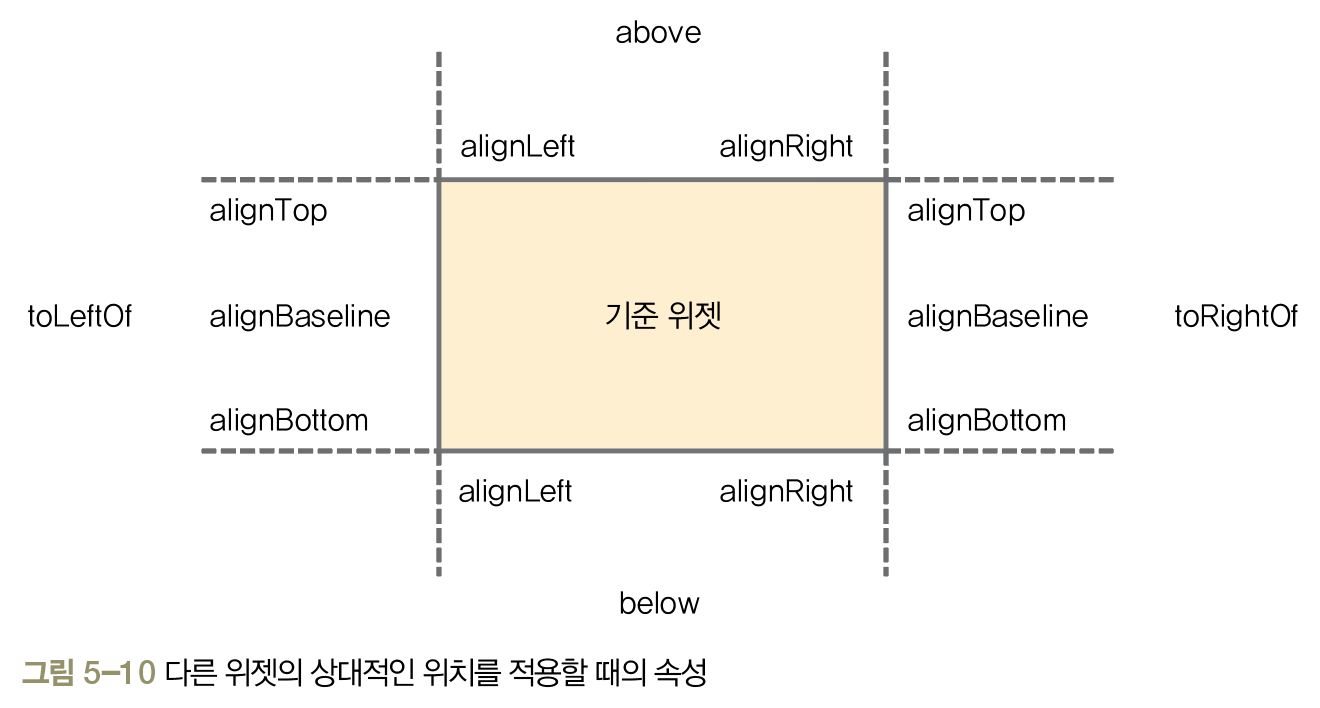 above
alignLeft alignRight
alignTop alignTop
toLeftOf alignBaseline 기준 위젯 alignBaseline toRightOf
alignBottom alignBottom
alignLeft alignRight
below
그림 5-10 다른 위젯의 상대적인 위치를 적용할 때의 속성